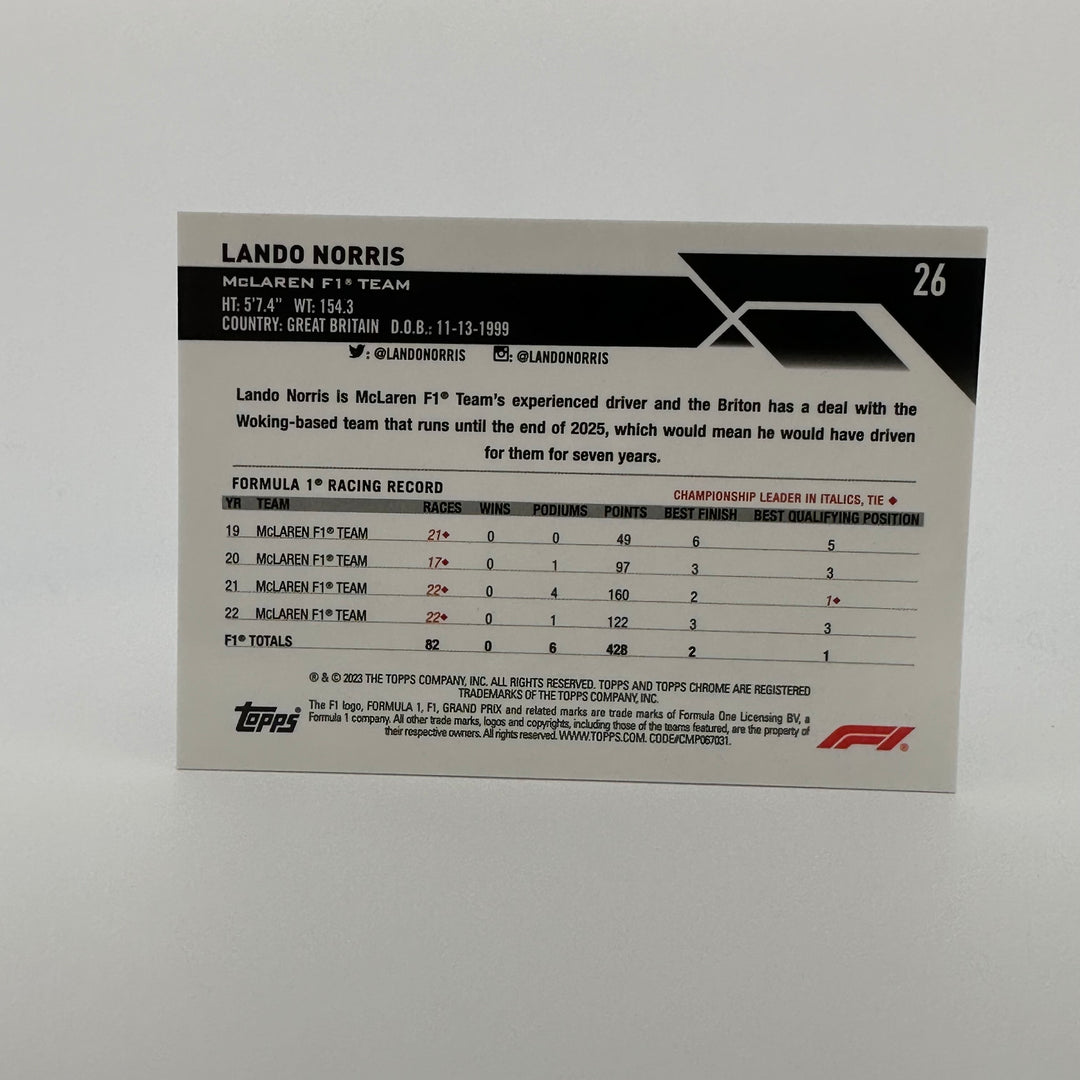 LANDO NORRIS
26
McLAREN F1® TEAM
HT: 5'7.4" WT: 154.3
COUNTRY: GREAT BRITAIN D.O.B.: 11-13-1999
: @LANDONORRIS : @LANDONORRIS
Lando Norris is McLaren F1® Team's experienced driver and the Briton has a deal with the
Woking-based team that runs until the end of 2025, which would mean he would have driven
for them for seven years.
FORMULA 1® RACING RECORD
CHAMPIONSHIP LEADER IN ITALICS, TIE ◆
YR TEAM RACES WINS PODIUMS POINTS BEST FINISH BEST QUALIFYING POSITION
19 McLAREN F1® TEAM 21◆ 0 0 49 6 5
20 McLAREN F1® TEAM 17◆ 0 1 97 3 3
21 McLAREN F1® TEAM 22◆ 0 4 160 2 1◆
22 McLAREN F1® TEAM 22◆ 0 1 122 3 3
F1® TOTALS 82 0 6 428 2 1
® & © 2023 THE TOPPS COMPANY, INC. ALL RIGHTS RESERVED. TOPPS AND TOPPS CHROME ARE REGISTERED
TRADEMARKS OF THE TOPPS COMPANY, INC.
The F1 logo, FORMULA 1, F1, GRAND PRIX and related marks are trade marks of Formula One Licensing BV, a
Formula 1 company. All other trade marks, logos and copyrights, including those of the teams featured, are the property of
their respective owners. All rights reserved. WWW.TOPPS.COM. CODE#CMP067031.
Topps®
F1®